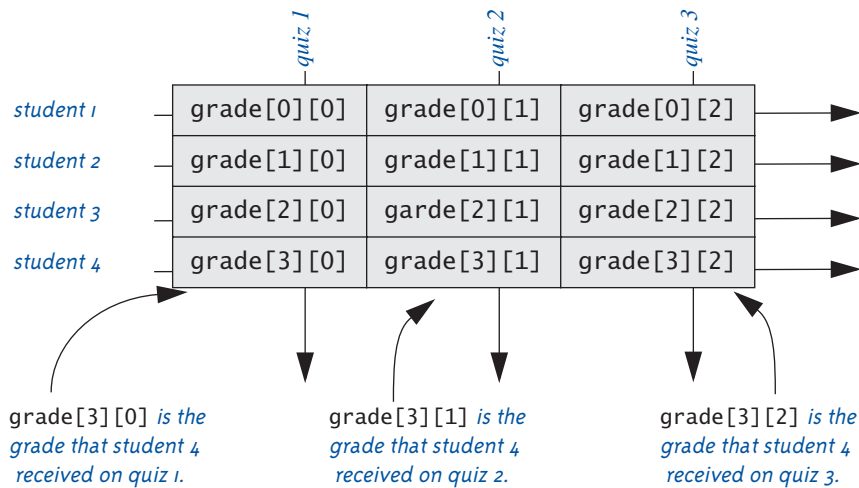 quiz 1 quiz 2 quiz 3
student 1 grade[0][0] grade[0][1] grade[0][2]
student 2 grade[1][0] grade[1][1] grade[1][2]
student 3 grade[2][0] garde[2][1] grade[2][2]
student 4 grade[3][0] grade[3][1] grade[3][2]
grade[3][0] is the
grade that student 4
received on quiz 1.
grade[3][1] is the
grade that student 4
received on quiz 2.
grade[3][2] is the
grade that student 4
received on quiz 3.